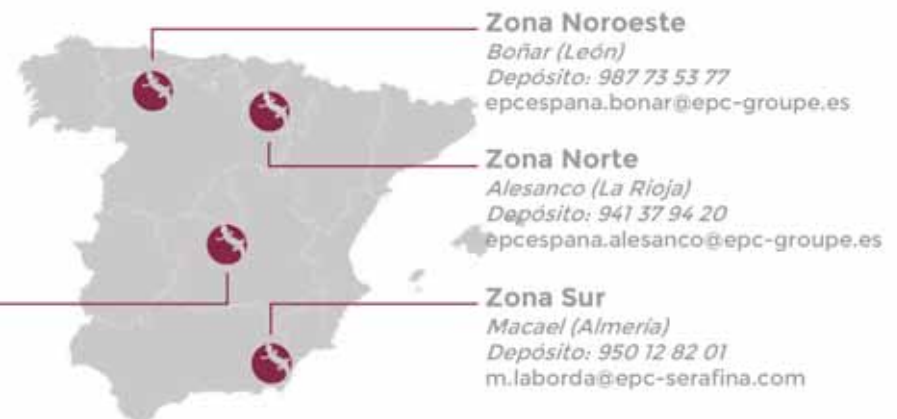 Zona Noroeste
Boñar (León)
Depósito: 987 73 53 77
epcespana.bonar@epc-groupe.es
Zona Norte
Alesanco (La Rioja)
Depósito: 941 37 94 20
epcespana.alesanco@epc-groupe.es
Zona Sur
Macael (Almería)
Depósito: 950 12 82 01
m.laborda@epc-serafina.com